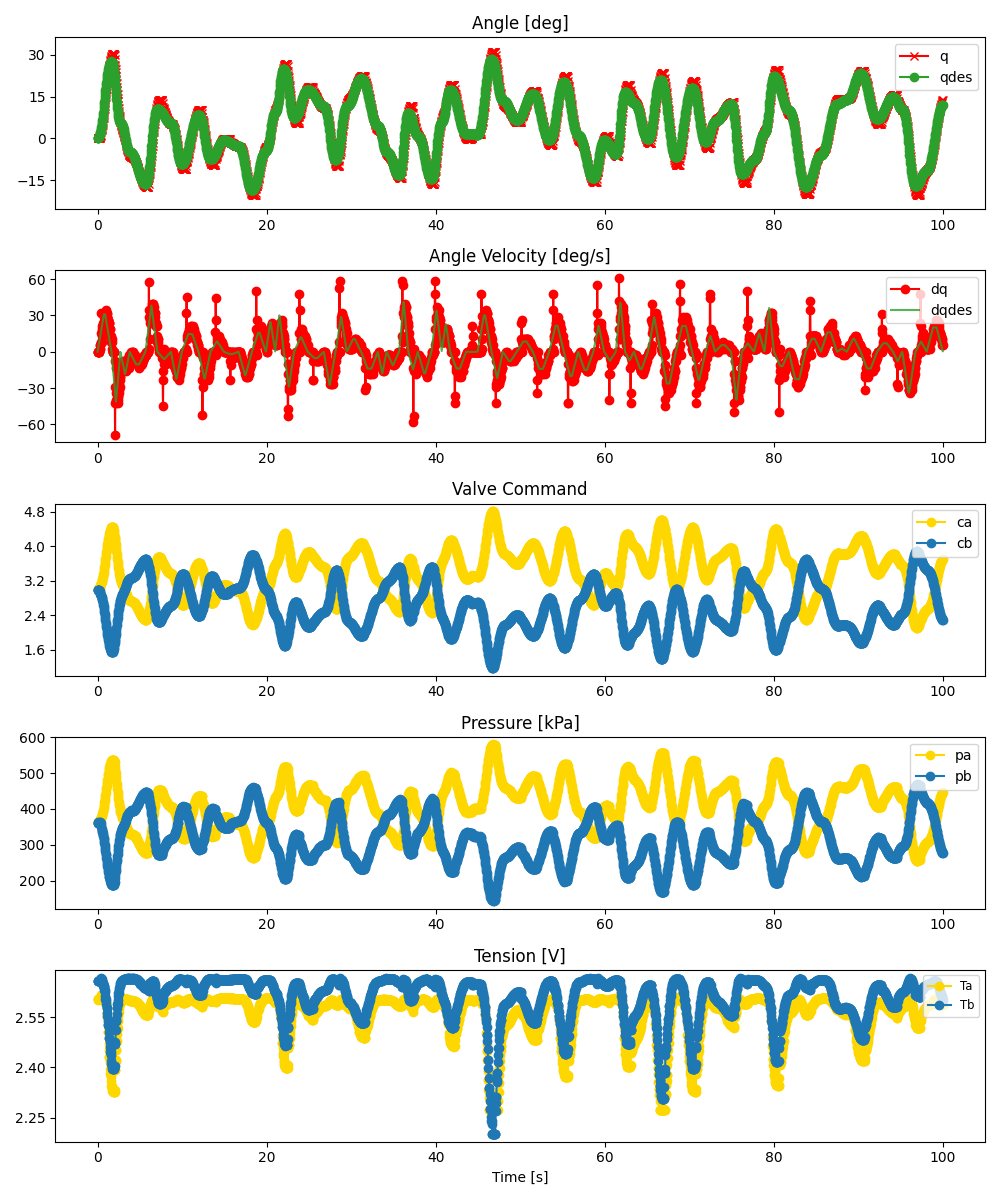 Angle [deg]
30
15
0
−15
q
qdes
0 20 40 60 80 100
Angle Velocity [deg/s]
60
30
0
−30
−60
dq
dqdes
0 20 40 60 80 100
Valve Command
4.8
4.0
3.2
2.4
1.6
ca
cb
0 20 40 60 80 100
Pressure [kPa]
600
500
400
300
200
pa
pb
0 20 40 60 80 100
Tension [V]
2.55
2.40
2.25
Ta
Tb
0 20 40 60 80 100
Time [s]